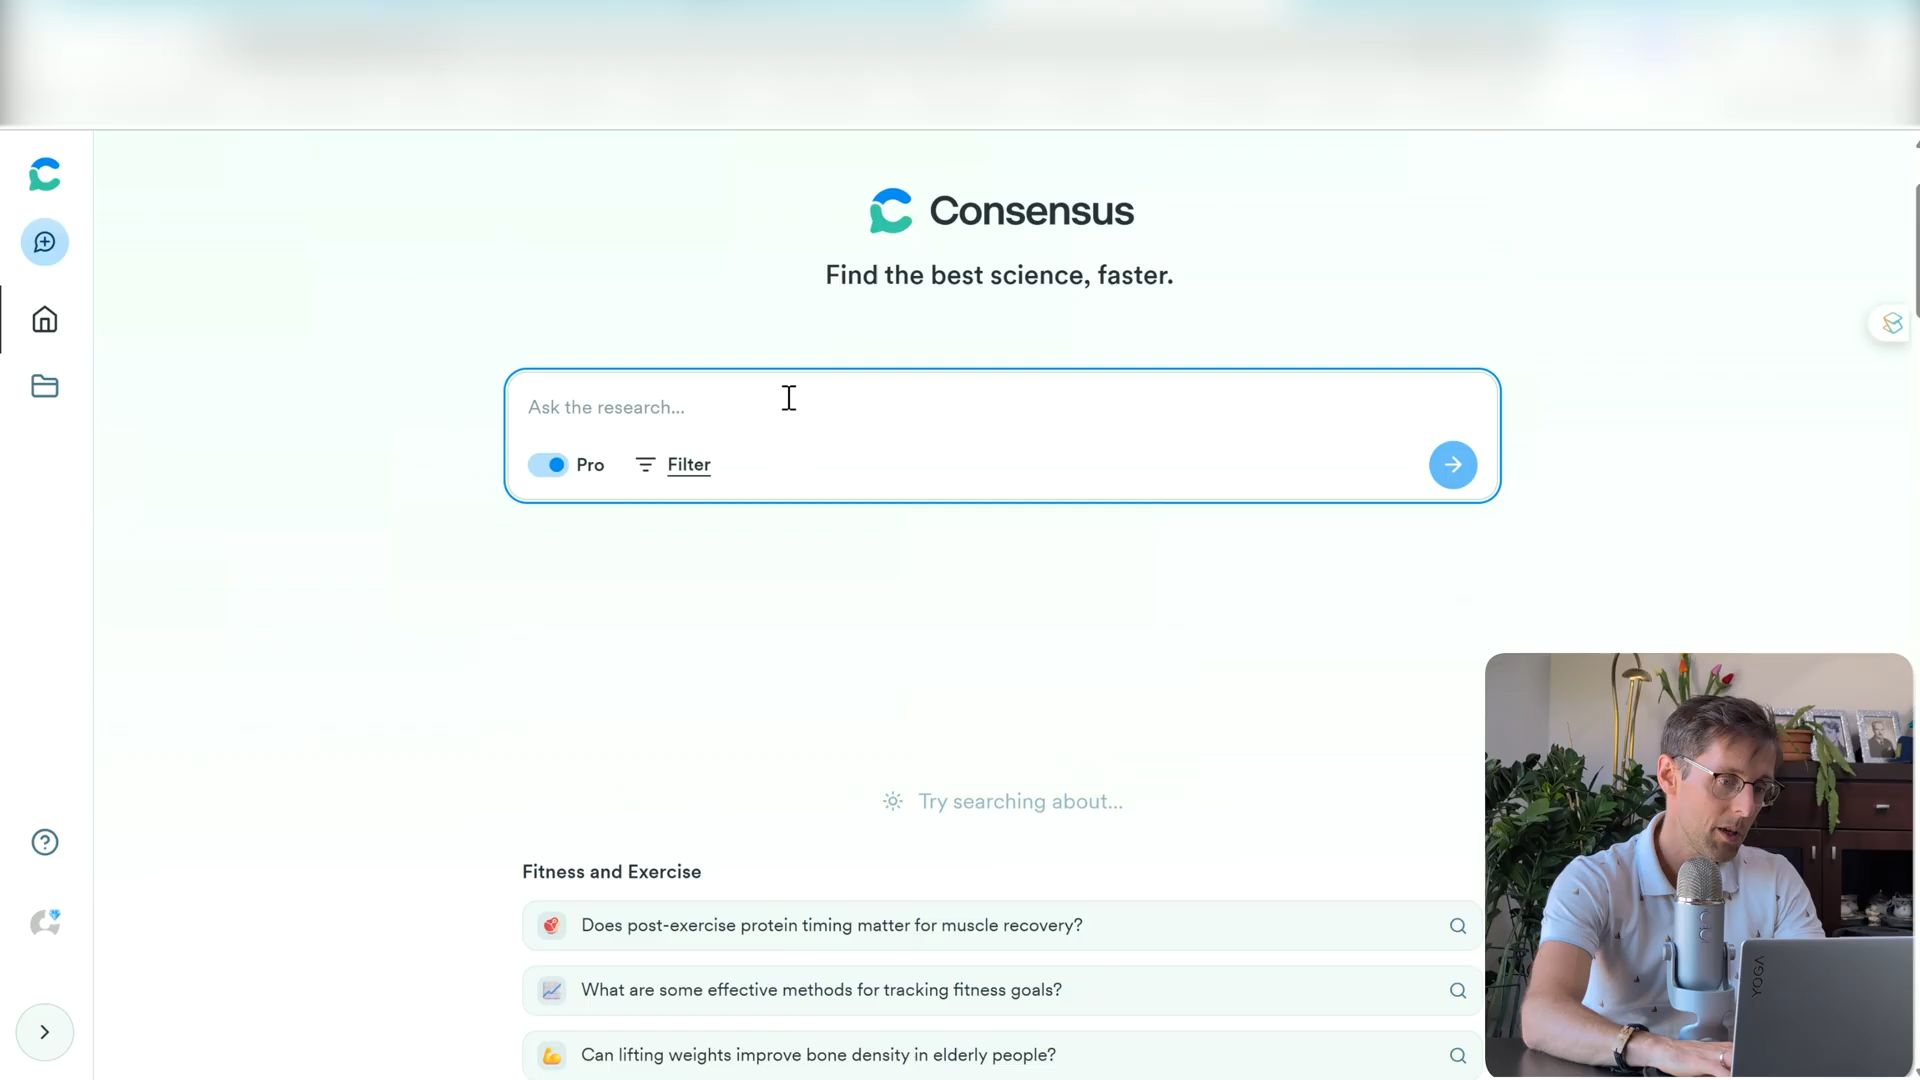 Consensus
Find the best science, faster.
Ask the research...
Pro Filter
Try searching about...
Fitness and Exercise
Does post-exercise protein timing matter for muscle recovery?
What are some effective methods for tracking fitness goals?
Can lifting weights improve bone density in elderly people?
YOGA